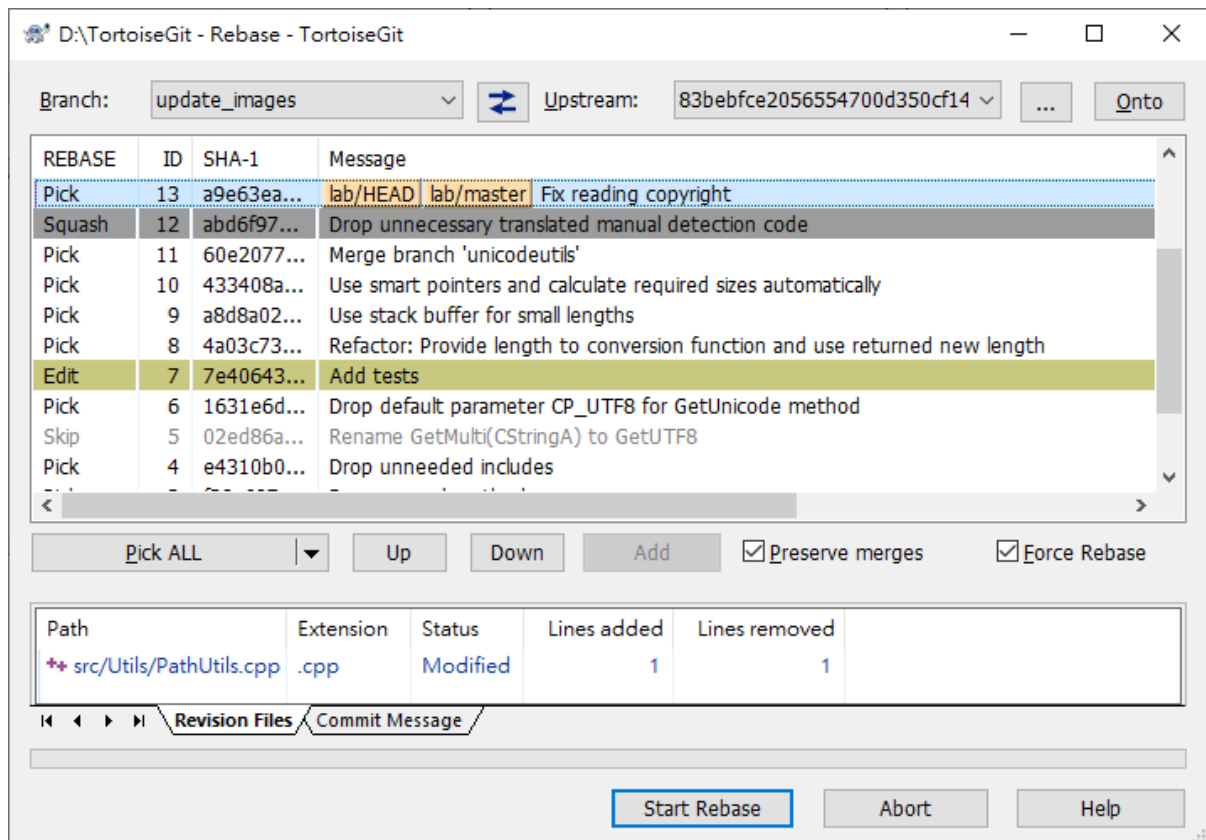 D:\TortoiseGit - Rebase - TortoiseGit
Branch: update_images Upstream: 83bebfce2056554700d350cf14 ... Onto
REBASE ID SHA-1 Message
Pick 13 a9e63ea... lab/HEAD lab/master Fix reading copyright
Squash 12 abd6f97... Drop unnecessary translated manual detection code
Pick 11 60e2077... Merge branch 'unicodeutils'
Pick 10 433408a... Use smart pointers and calculate required sizes automatically
Pick 9 a8d8a02... Use stack buffer for small lengths
Pick 8 4a03c73... Refactor: Provide length to conversion function and use returned new length
Edit 7 7e40643... Add tests
Pick 6 1631e6d... Drop default parameter CP_UTF8 for GetUnicode method
Skip 5 02ed86a... Rename GetMulti(CStringA) to GetUTF8
Pick 4 e4310b0... Drop unneeded includes
Pick ALL Up Down Add Preserve merges Force Rebase
Path Extension Status Lines added Lines removed
src/Utils/PathUtils.cpp .cpp Modified 1 1
Revision Files Commit Message
Start Rebase Abort Help